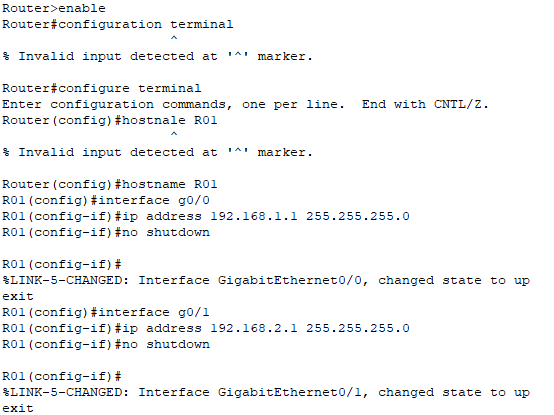 Router>enable
Router#configuration terminal
^
% Invalid input detected at '^' marker.
Router#configure terminal
Enter configuration commands, one per line.  End with CNTL/Z.
Router(config)#hostnale R01
^
% Invalid input detected at '^' marker.
Router(config)#hostname R01
R01(config)#interface g0/0
R01(config-if)#ip address 192.168.1.1 255.255.255.0
R01(config-if)#no shutdown
R01(config-if)#
%LINK-5-CHANGED: Interface GigabitEthernet0/0, changed state to up
exit
R01(config)#interface g0/1
R01(config-if)#ip address 192.168.2.1 255.255.255.0
R01(config-if)#no shutdown
R01(config-if)#
%LINK-5-CHANGED: Interface GigabitEthernet0/1, changed state to up
exit